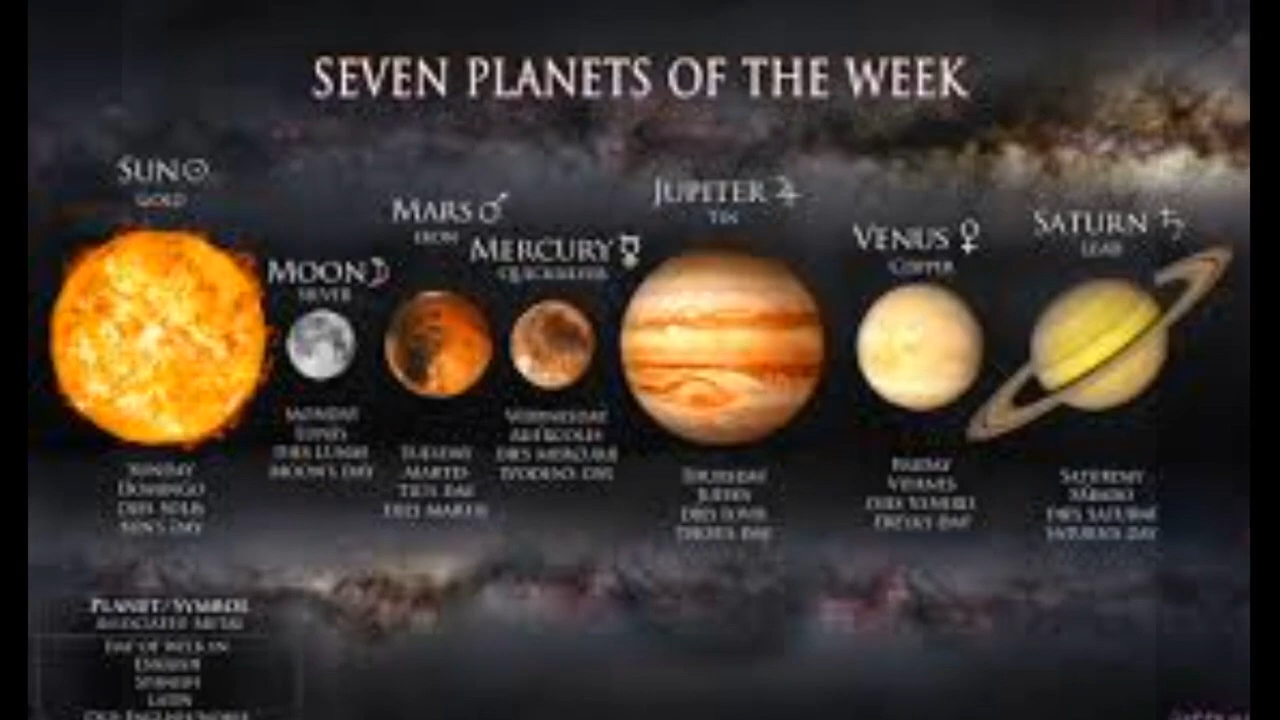 SEVEN PLANETS OF THE WEEK
SUN☉
GOLD
MOON☽
SILVER
MARS ♂
IRON
MERCURY☿
QUICKSILVER
JUPITER ♃
TIN
VENUS ♀
COPPER
SATURN ♄
LEAD
SUNDAY
DOMINGO
DIES SOLIS
SUN'S DAY
MONDAY
LUNES
DIES LUNAE
MOON'S DAY
TUESDAY
MARTES
TIU'S DAY
DIES MARTIS
WEDNESDAY
MIÉRCOLES
DIES MERCURII
WODEN'S DAY
THURSDAY
JUEVES
DIES IOVIS
THOR'S DAY
FRIDAY
VIERNES
DIES VENERIS
FREYA'S DAY
SATURDAY
SÁBADO
DIES SATURNI
SATURN'S DAY
PLANET/SYMBOL
ASSOCIATED METAL
DAY OF WEEK IN
ENGLISH
SPANISH
LATIN
OLD ENGLISH/NORSE